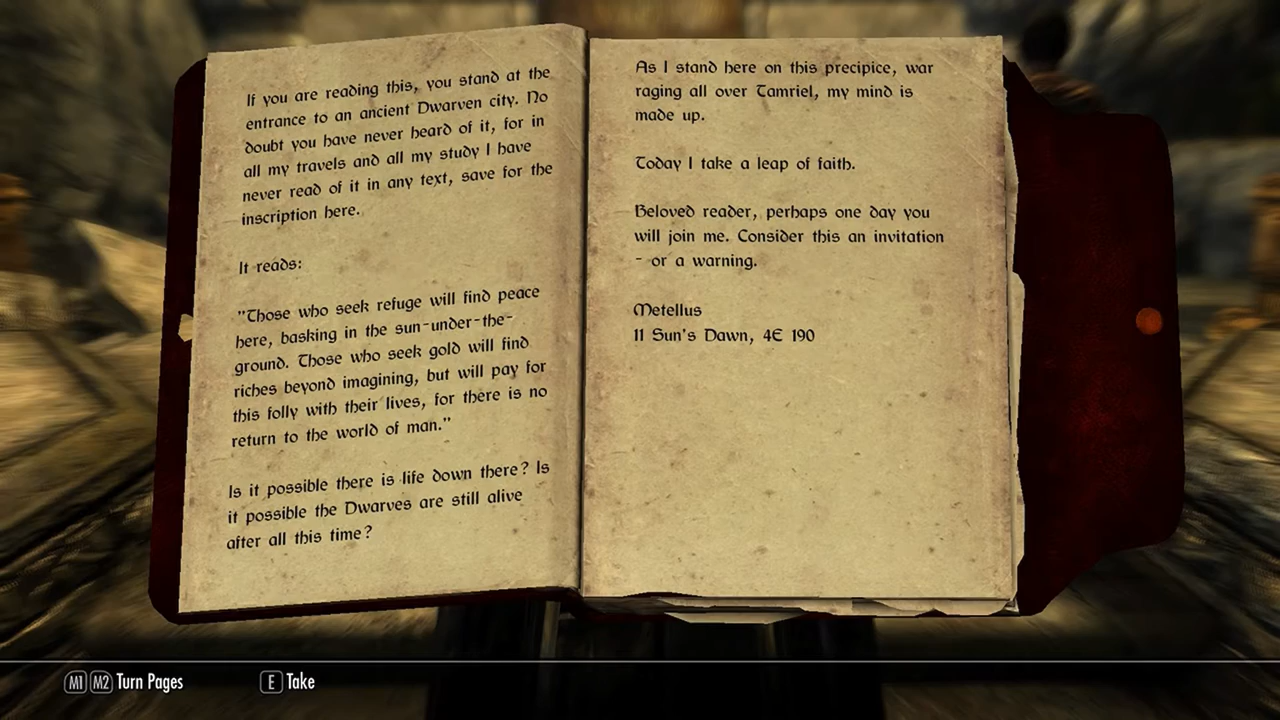 If you are reading this, you stand at the
entrance to an ancient Dwarven city. No
doubt you have never heard of it, for in
all my travels and all my study I have
never read of it in any text, save for the
inscription here.
It reads:
"Those who seek refuge will find peace
here, basking in the sun-under-the-
ground. Those who seek gold will find
riches beyond imagining, but will pay for
this folly with their lives, for there is no
return to the world of man."
Is it possible there is life down there? Is
it possible the Dwarves are still alive
after all this time?
As I stand here on this precipice, war
raging all over Tamriel, my mind is
made up.
Today I take a leap of faith.
Beloved reader, perhaps one day you
will join me. Consider this an invitation
- or a warning.
Metellus
11 Sun's Dawn, 4E 190
M1 M2 Turn Pages E Take